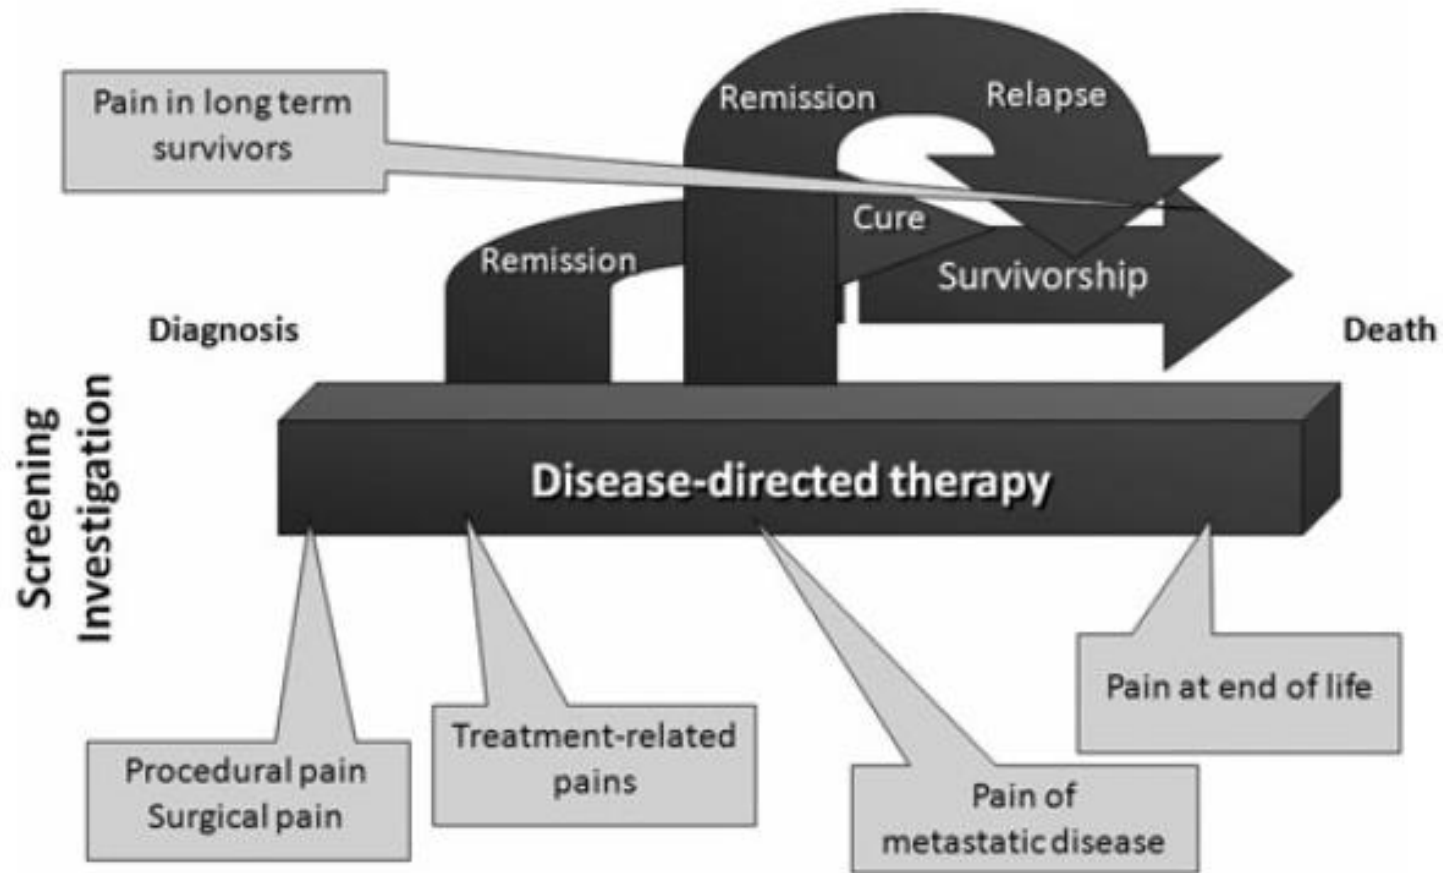 Pain in long term
survivors
Remission
Relapse
Cure
Remission
Survivorship
Diagnosis
Death
Screening
Investigation
Disease-directed therapy
Procedural pain
Surgical pain
Treatment-related
pains
Pain of
metastatic disease
Pain at end of life